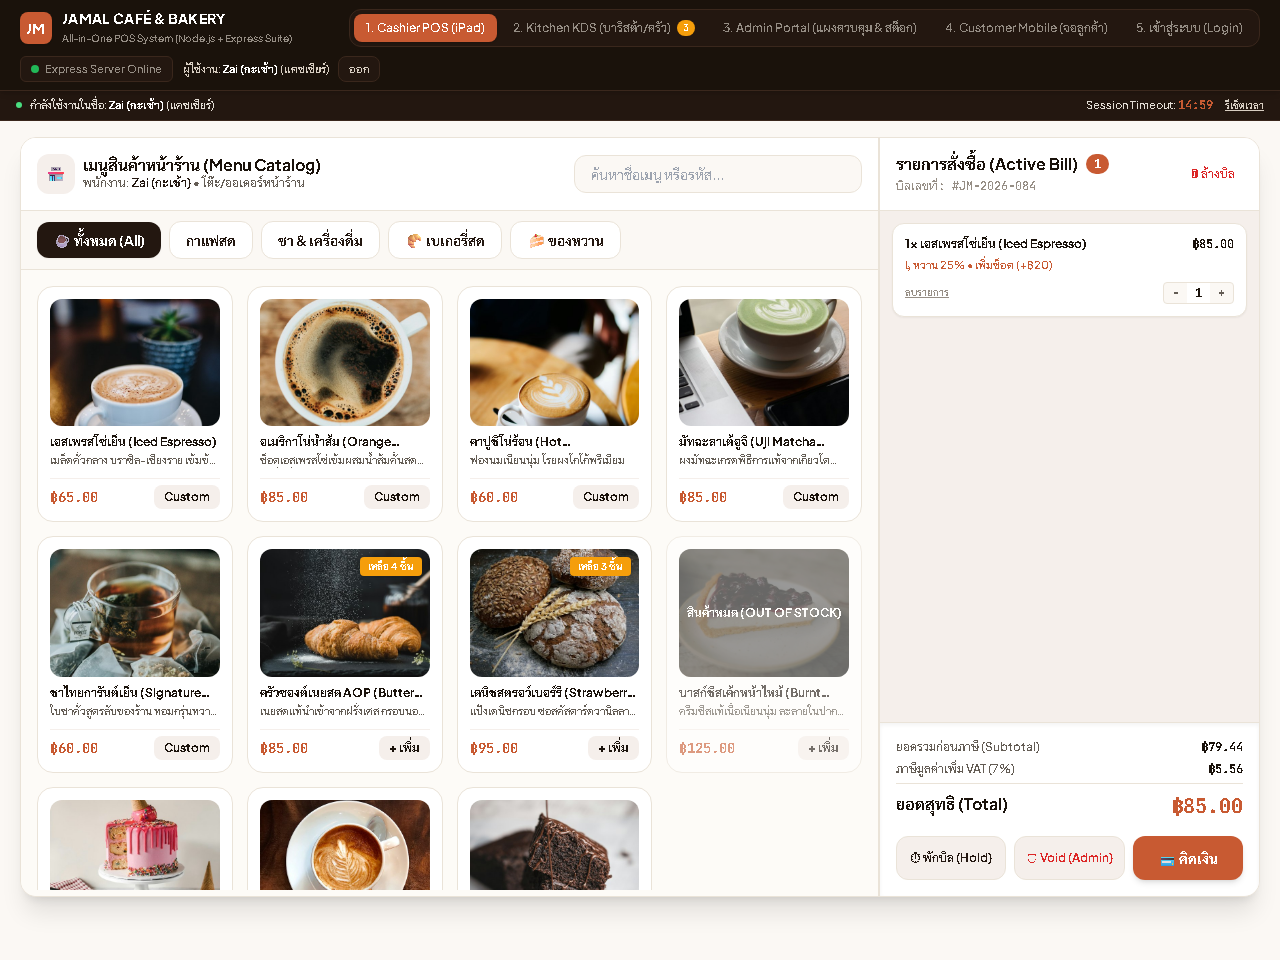 JM
JAMAL CAFÉ & BAKERY
All-in-One POS System (Node.js + Express Suite)
1. Cashier POS (iPad)
2. Kitchen KDS (บาริสต้า/ครัว) 3
3. Admin Portal (แผงควบคุม & สต็อก)
4. Customer Mobile (จอลูกค้า)
5. เข้าสู่ระบบ (Login)
Express Server Online
ผู้ใช้งาน: Zai (กะเช้า) (แคชเชียร์)
ออก
กำลังใช้งานในชื่อ: Zai (กะเช้า) (แคชเชียร์)
Session Timeout: 14:59 รีเซ็ตเวลา
เมนูสินค้าหน้าร้าน (Menu Catalog)
พนักงาน: Zai (กะเช้า) • โต๊ะ/ออเดอร์หน้าร้าน
ค้นหาชื่อเมนู หรือรหัส...
ทั้งหมด (All)
กาแฟสด
ชา & เครื่องดื่ม
เบเกอรี่สด
ของหวาน
เอสเพรสโซ่เย็น (Iced Espresso)
เมล็ดคั่วกลาง บราซิล-เชียงราย เข้มข้...
฿65.00
Custom
อเมริกาโน่น้ำส้ม (Orange...
ช็อตเอสเพรสโซ่เข้มผสมน้ำส้มคั้นสด...
฿85.00
Custom
คาปูชิโน่ร้อน (Hot...
ฟองนมเนียนนุ่ม โรยผงโกโก้พรีเมียม
฿60.00
Custom
มัทฉะลาเต้อูจิ (Uji Matcha...
ผงมัทฉะเกรดพิธีการแท้จากเกียวโต...
฿85.00
Custom
ชาไทยการันต์เย็น (Signature...
ใบชาคั่วสูตรลับของร้าน หอมกรุ่นหวา...
฿60.00
Custom
เหลือ 4 ชิ้น
ครัวซองต์เนยสด AOP (Butter...
เนยสดแท้นำเข้าจากฝรั่งเศส กรอบนอ...
฿85.00
+ เพิ่ม
เหลือ 3 ชิ้น
เดนิชสตรอว์เบอร์รี (Strawberr...
แป้งเดนิชกรอบ ซอสคัสตาร์ดวานิลลา...
฿95.00
+ เพิ่ม
สินค้าหมด (OUT OF STOCK)
บาสก์ชีสเค้กหน้าไหม้ (Burnt...
ครีมชีสแท้เนื้อเนียนนุ่ม ละลายในปาก...
฿125.00
+ เพิ่ม
รายการสั่งซื้อ (Active Bill) 1
บิลเลขที่: #JM-2026-084
ล้างบิล
1x เอสเพรสโซ่เย็น (Iced Espresso) ฿85.00
↳ หวาน 25% • เพิ่มช็อต (+฿20)
ลบรายการ
- 1 +
ยอดรวมก่อนภาษี (Subtotal) ฿79.44
ภาษีมูลค่าเพิ่ม VAT (7%) ฿5.56
ยอดสุทธิ (Total) ฿85.00
พักบิล (Hold)
Void (Admin)
คิดเงิน